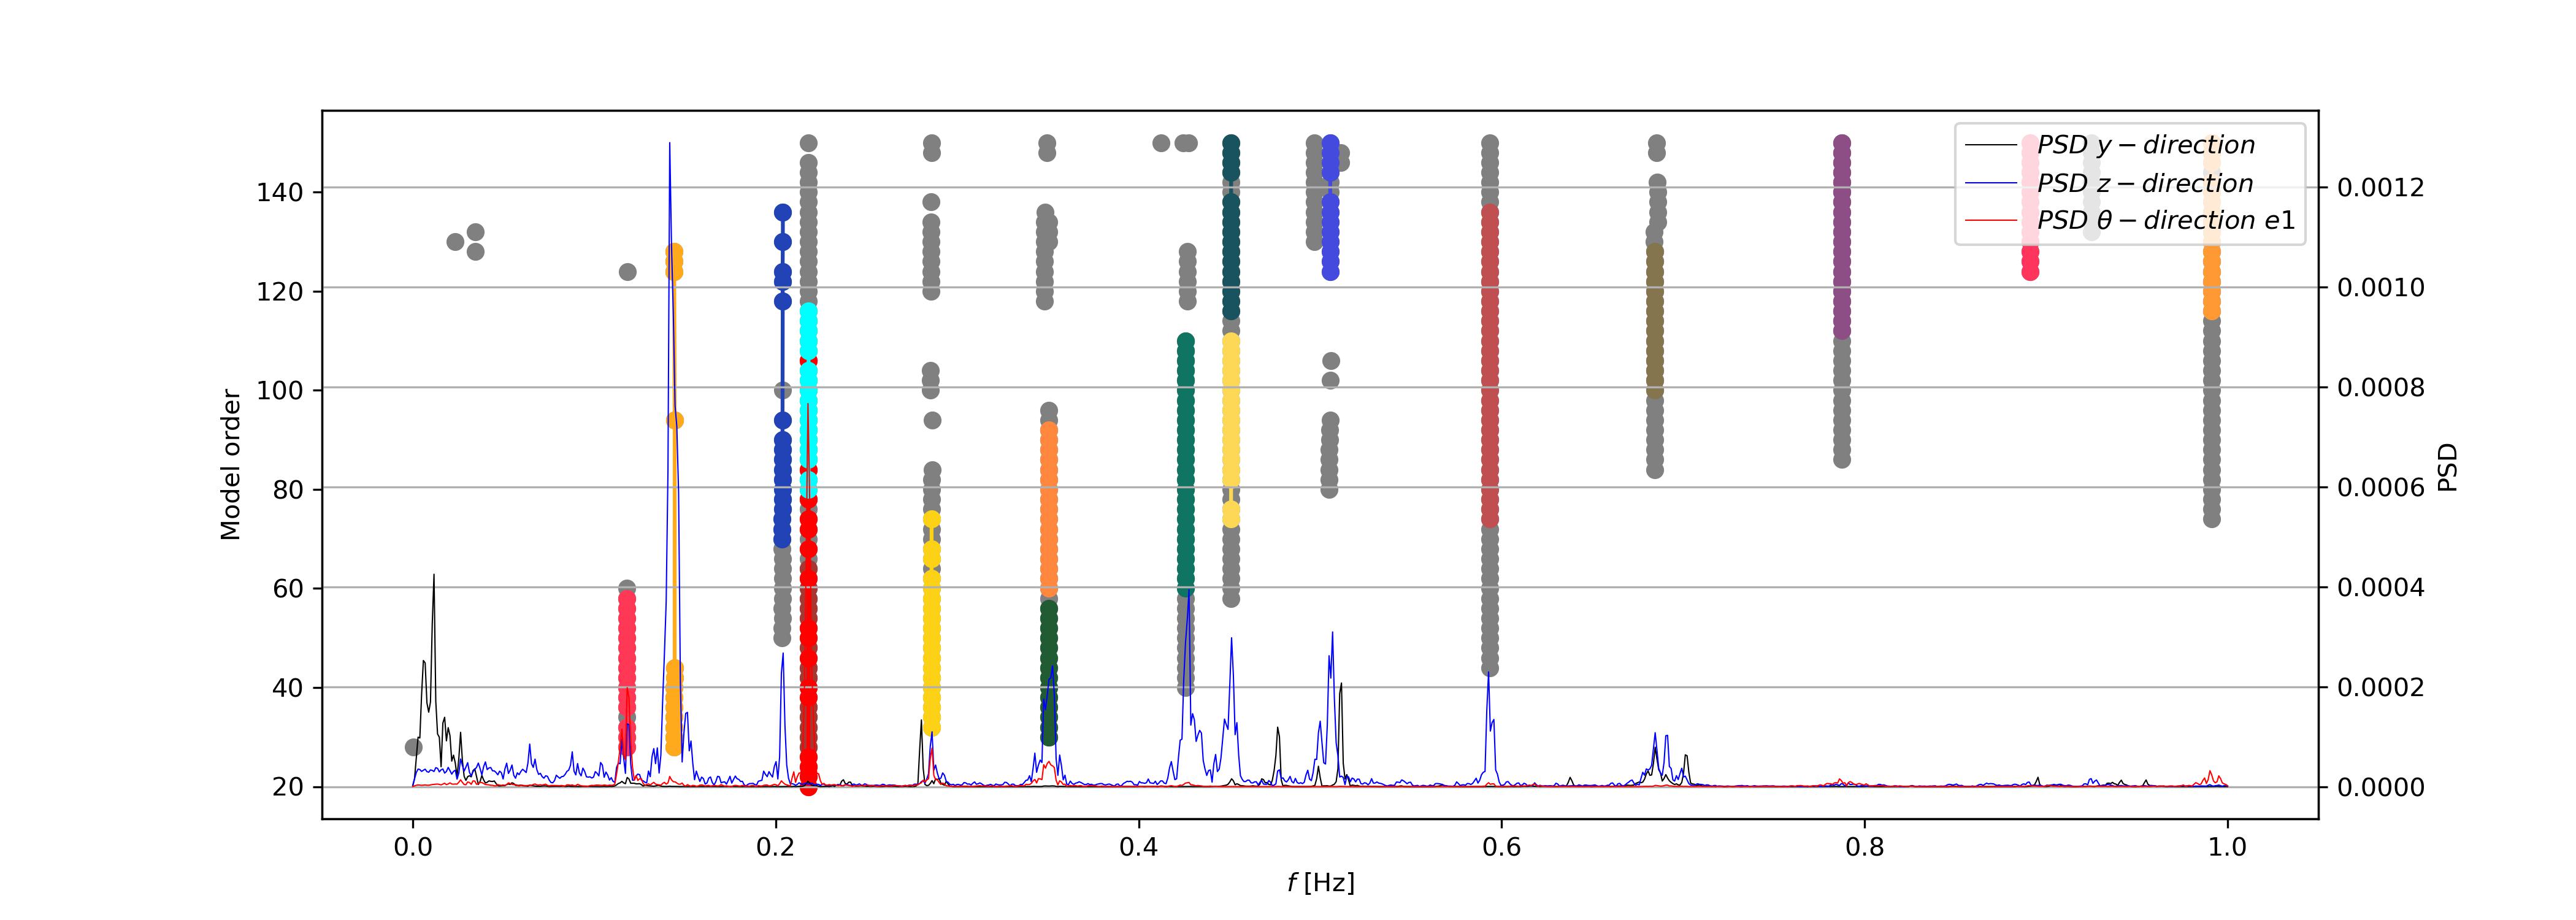 PSD y − direction
PSD z − direction
PSD θ − direction e1
Model order
140
120
100
80
60
40
20
0.0012
0.0010
0.0008
0.0006
0.0004
0.0002
0.0000
PSD
0.0 0.2 0.4 0.6 0.8 1.0
f [Hz]